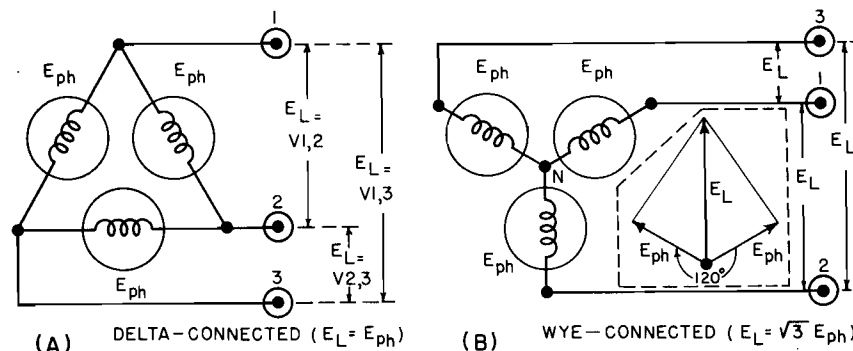 1
E_ph E_ph
E_L = V1,2
E_L = V1,3
2
E_L = V2,3
E_ph
3
(A) DELTA-CONNECTED (E_L = E_ph)
3
E_ph E_ph
E_L
1
E_L
N
E_L
E_L
E_ph
E_ph E_ph
120°
2
(B) WYE-CONNECTED (E_L = √3 E_ph)